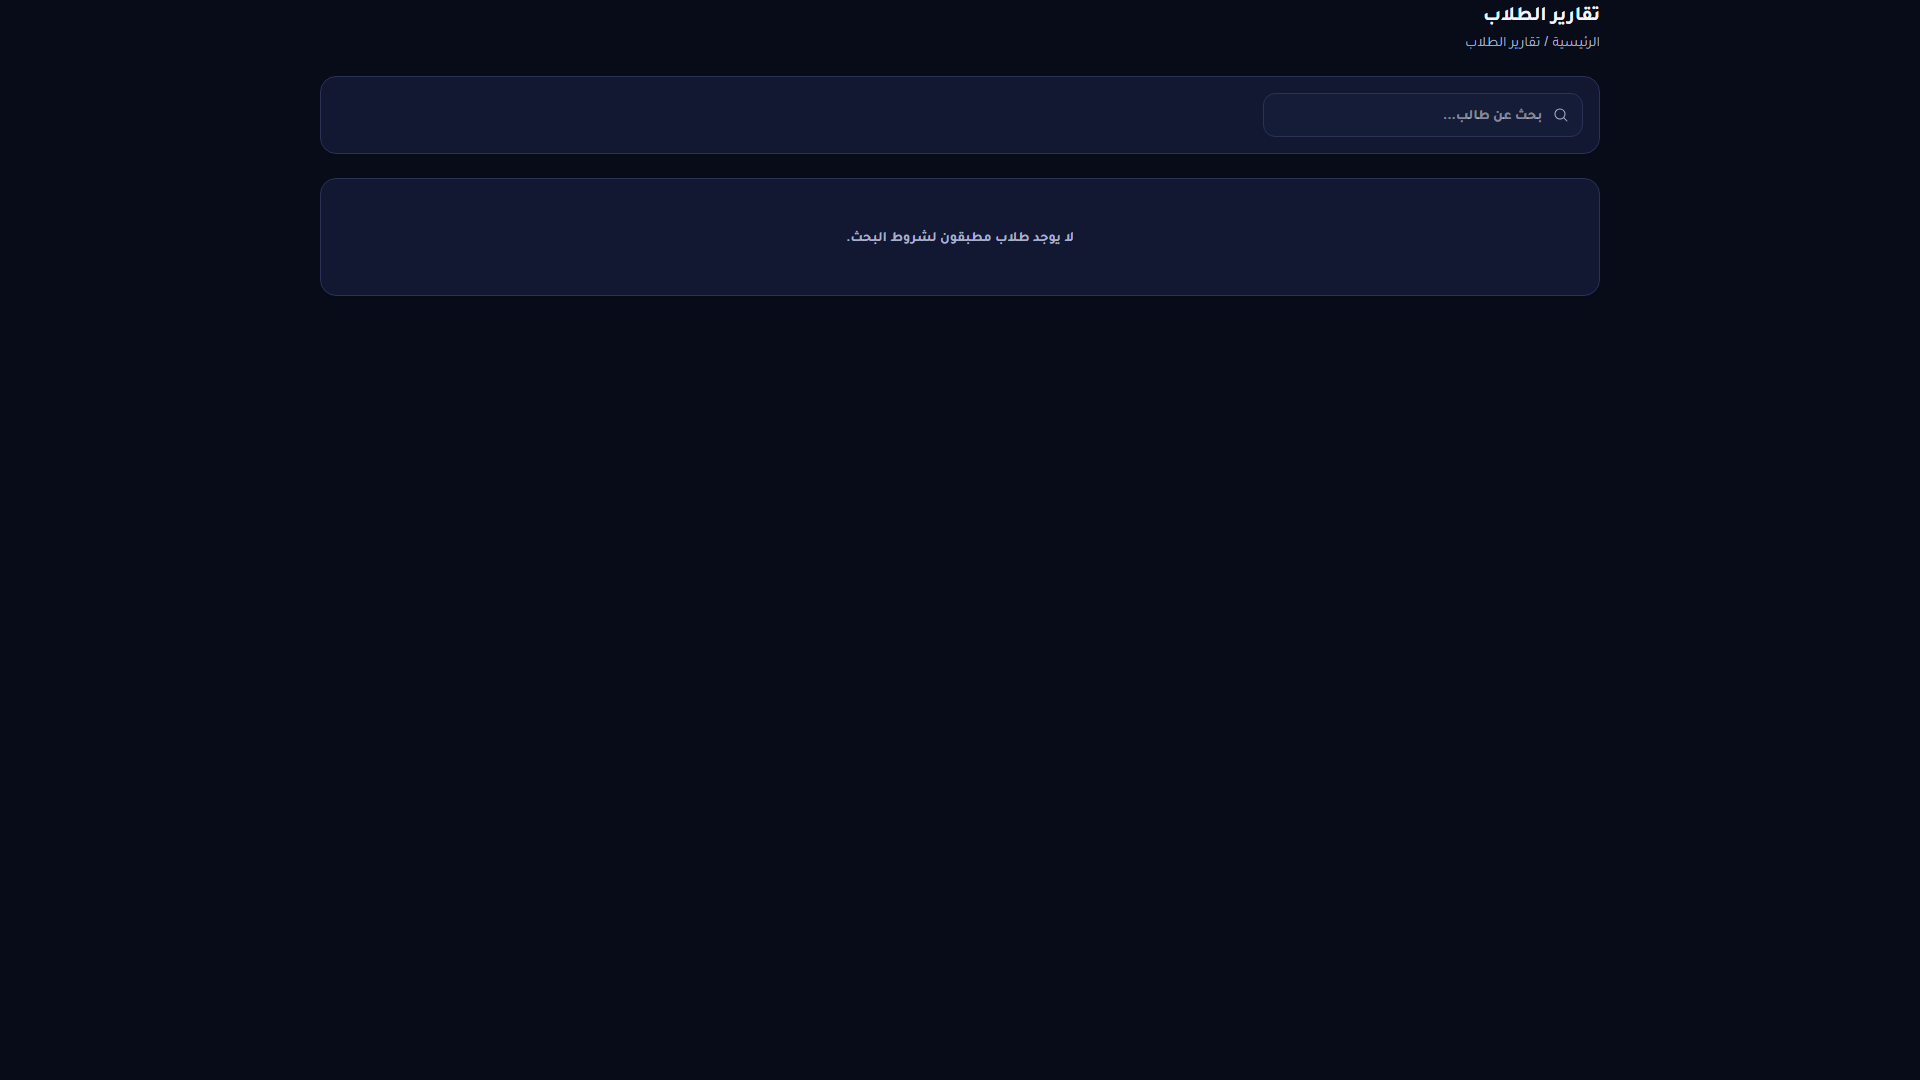 تقارير الطلاب
الرئيسية / تقارير الطلاب
بحث عن طالب...
لا يوجد طلاب مطبقون لشروط البحث.